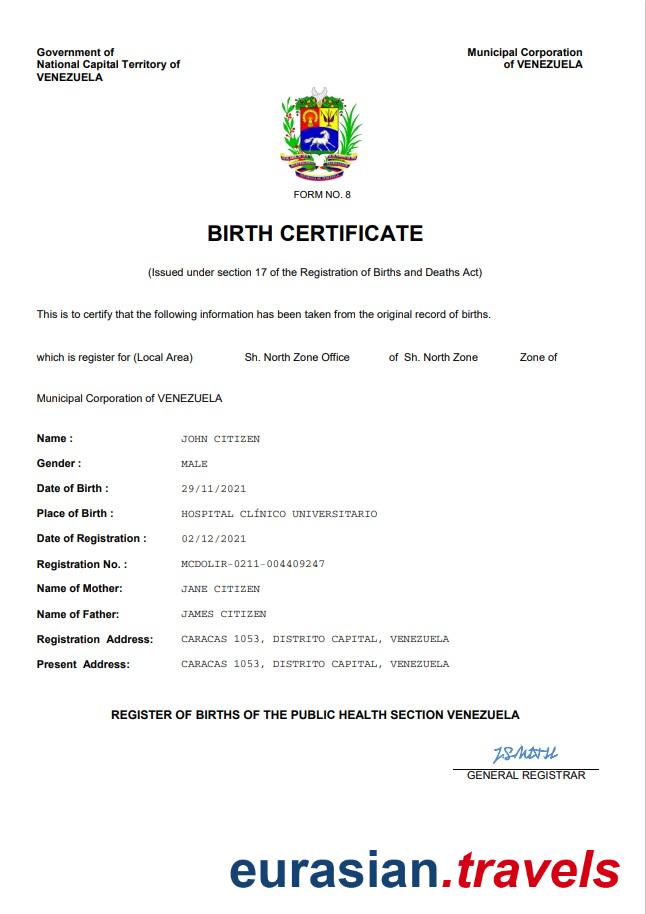 Government of
National Capital Territory of
VENEZUELA
Municipal Corporation
of VENEZUELA
FORM NO. 8
BIRTH CERTIFICATE
(Issued under section 17 of the Registration of Births and Deaths Act)
This is to certify that the following information has been taken from the original record of births.
which is register for (Local Area) Sh. North Zone Office of Sh. North Zone Zone of
Municipal Corporation of VENEZUELA
Name : JOHN CITIZEN
Gender : MALE
Date of Birth : 29/11/2021
Place of Birth : HOSPITAL CLÍNICO UNIVERSITARIO
Date of Registration : 02/12/2021
Registration No. : MCDOLIR-0211-004409247
Name of Mother: JANE CITIZEN
Name of Father: JAMES CITIZEN
Registration Address: CARACAS 1053, DISTRITO CAPITAL, VENEZUELA
Present Address: CARACAS 1053, DISTRITO CAPITAL, VENEZUELA
REGISTER OF BIRTHS OF THE PUBLIC HEALTH SECTION VENEZUELA
GENERAL REGISTRAR
eurasian.travels